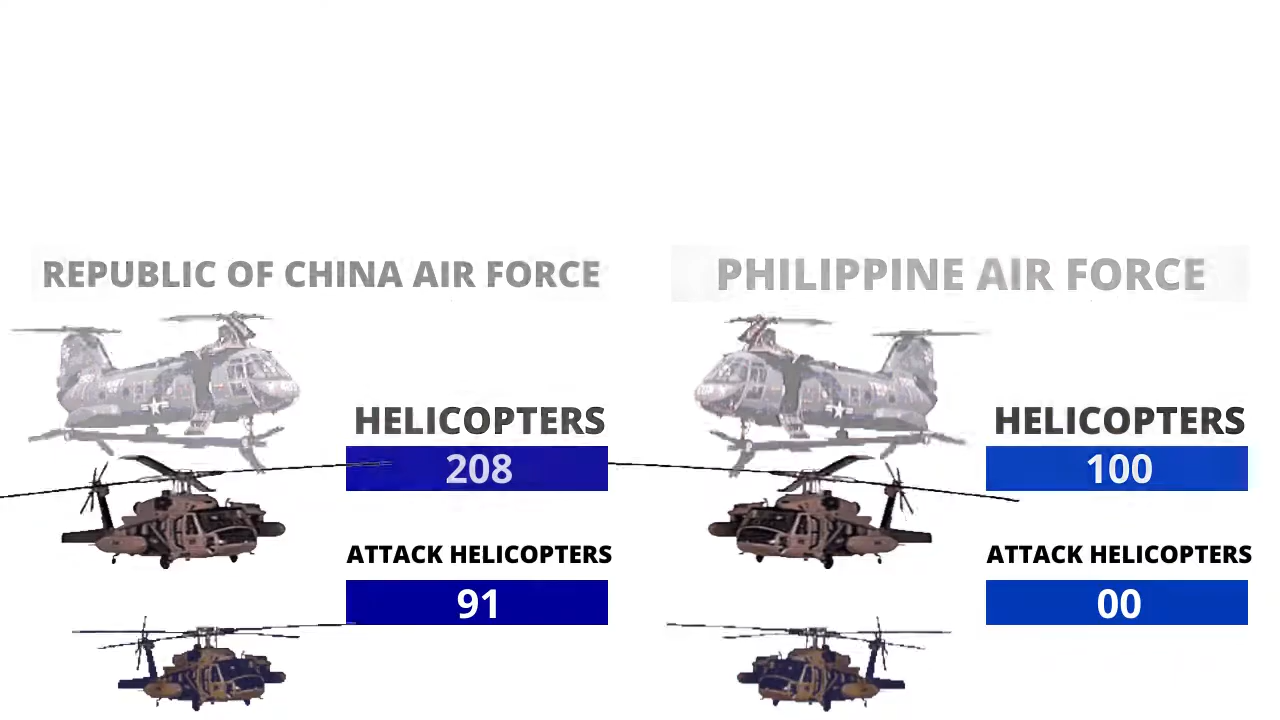 REPUBLIC OF CHINA AIR FORCE
PHILIPPINE AIR FORCE
HELICOPTERS
208
HELICOPTERS
100
ATTACK HELICOPTERS
91
ATTACK HELICOPTERS
00